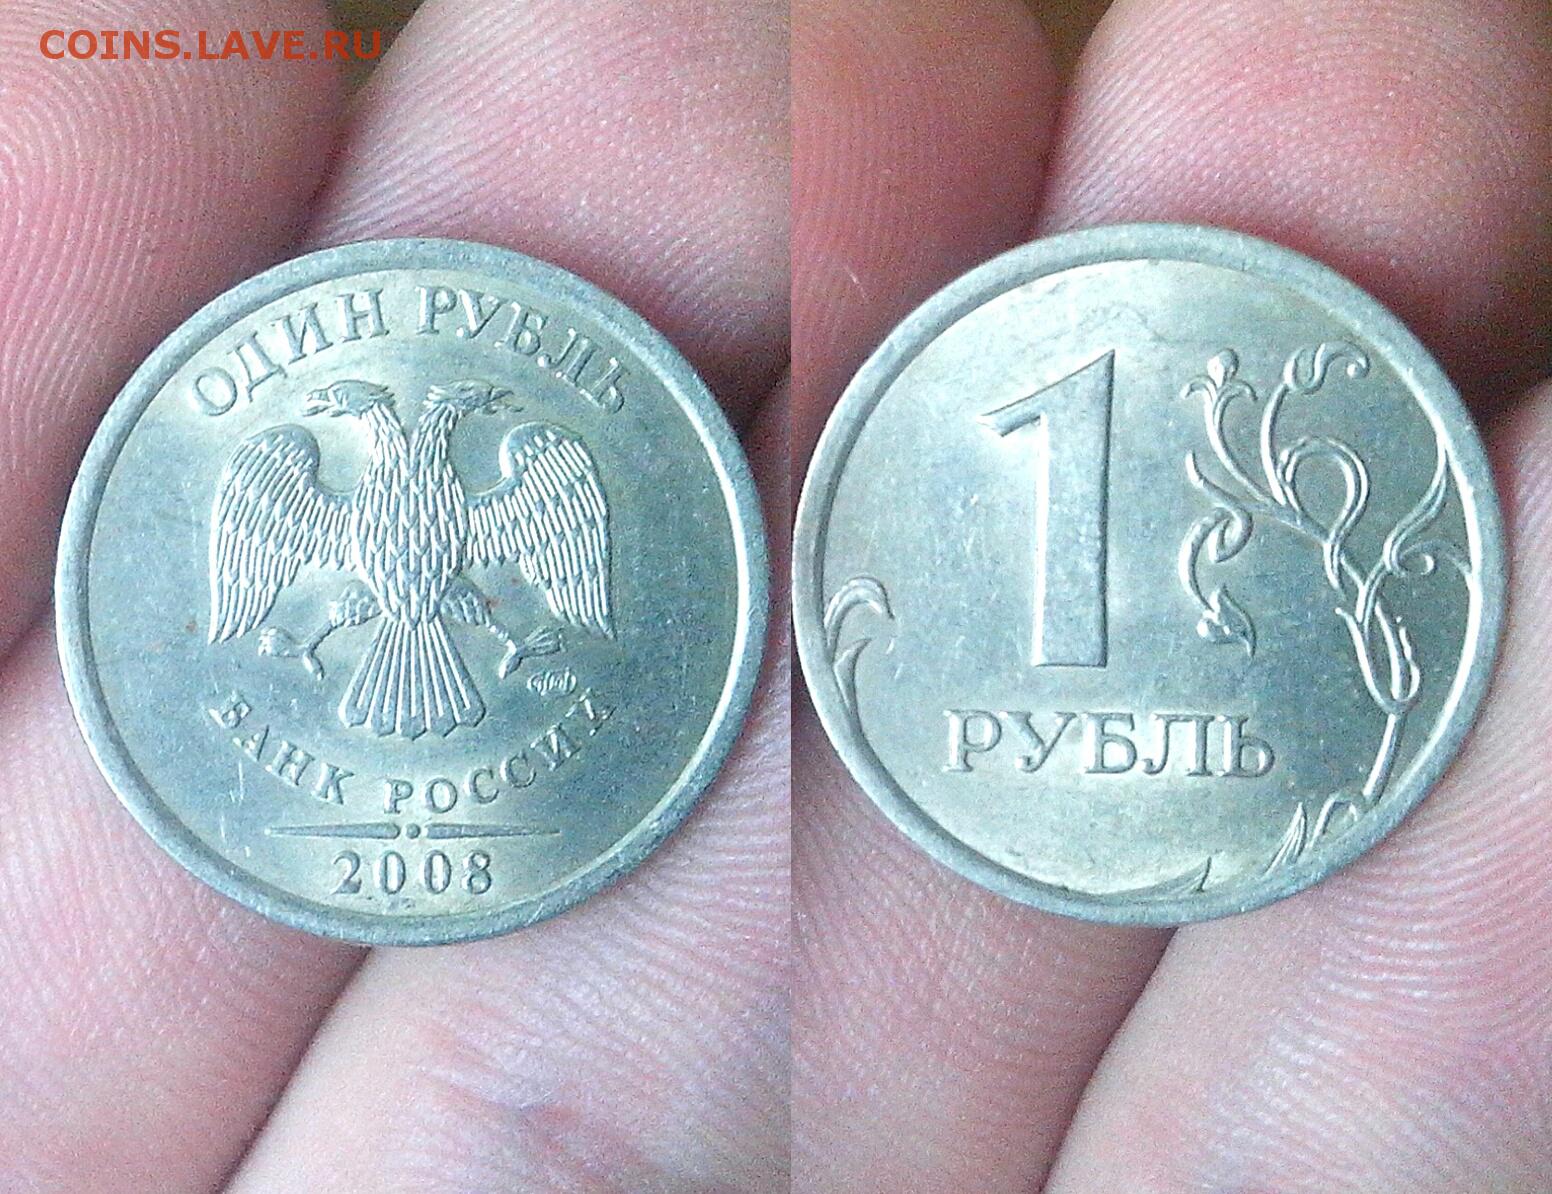 COINS.LAVE.RU
ОДИН РУБЛЬ
БАНК РОССИИ
2008
1
РУБЛЬ